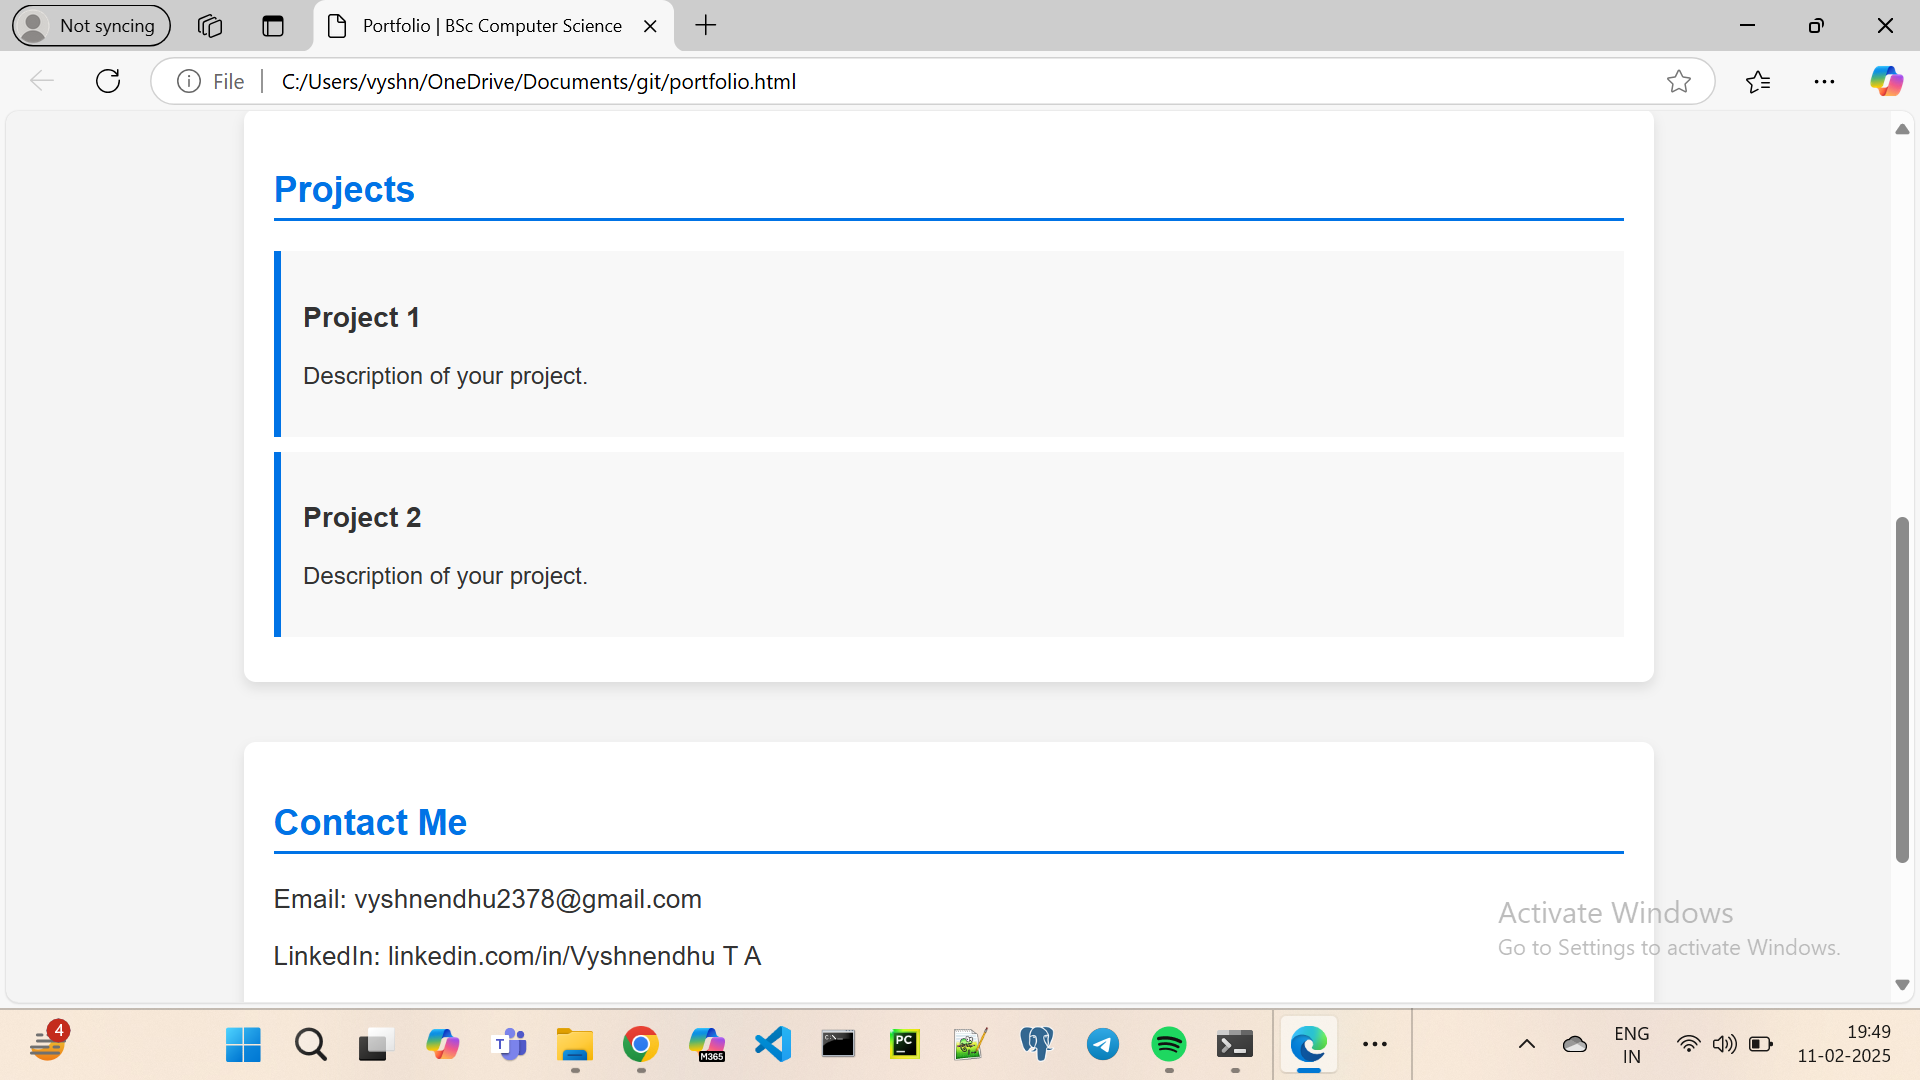 Not syncing
Portfolio | BSc Computer Science
File
C:/Users/vyshn/OneDrive/Documents/git/portfolio.html
Projects
Project 1
Description of your project.
Project 2
Description of your project.
Contact Me
Email: vyshnendhu2378@gmail.com
LinkedIn: linkedin.com/in/Vyshnendhu T A
Activate Windows
Go to Settings to activate Windows.
4
T
M365
C:\
PC
ENG
IN
19:49
11-02-2025